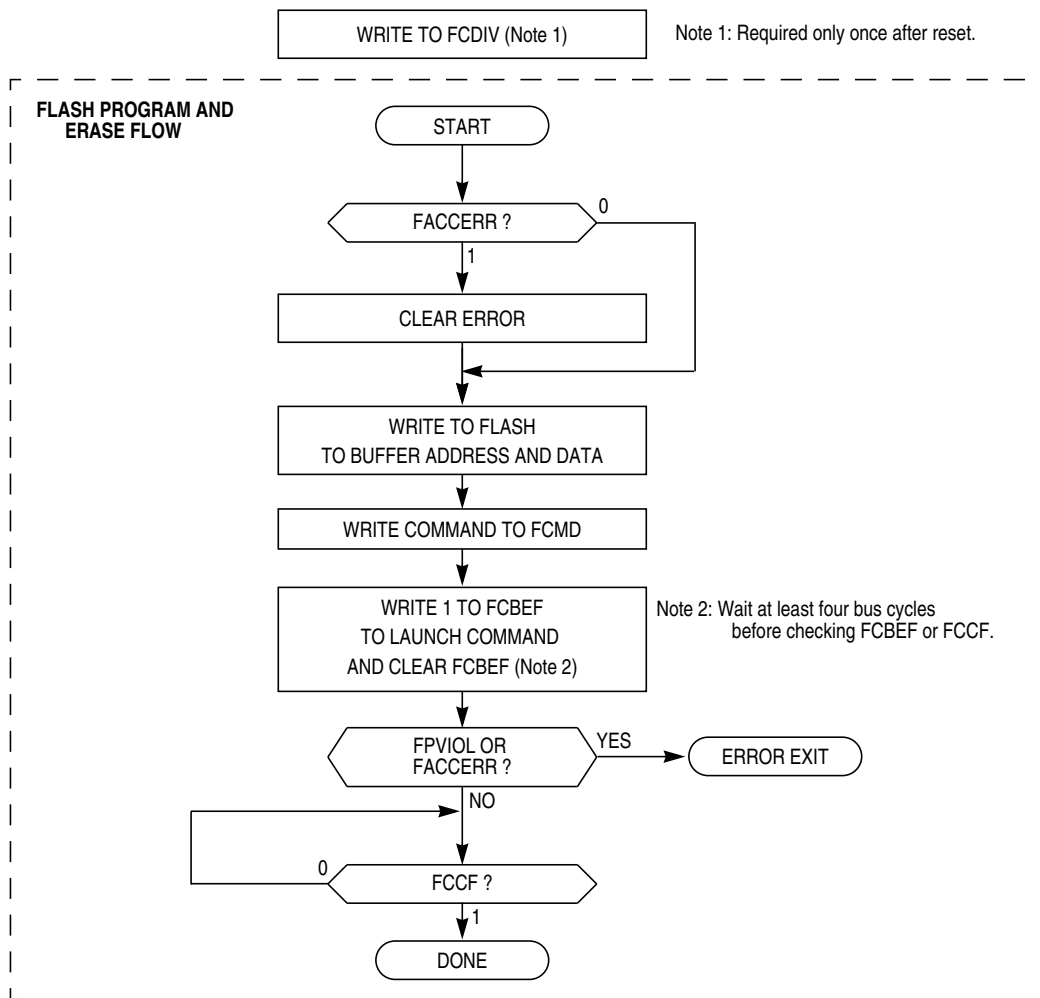 WRITE TO FCDIV (Note 1)
Note 1: Required only once after reset.
FLASH PROGRAM AND
ERASE FLOW
START
FACCERR ?
0
1
CLEAR ERROR
WRITE TO FLASH
TO BUFFER ADDRESS AND DATA
WRITE COMMAND TO FCMD
WRITE 1 TO FCBEF
TO LAUNCH COMMAND
AND CLEAR FCBEF (Note 2)
Note 2: Wait at least four bus cycles
before checking FCBEF or FCCF.
FPVIOL OR
FACCERR ?
YES
ERROR EXIT
NO
0
FCCF ?
1
DONE